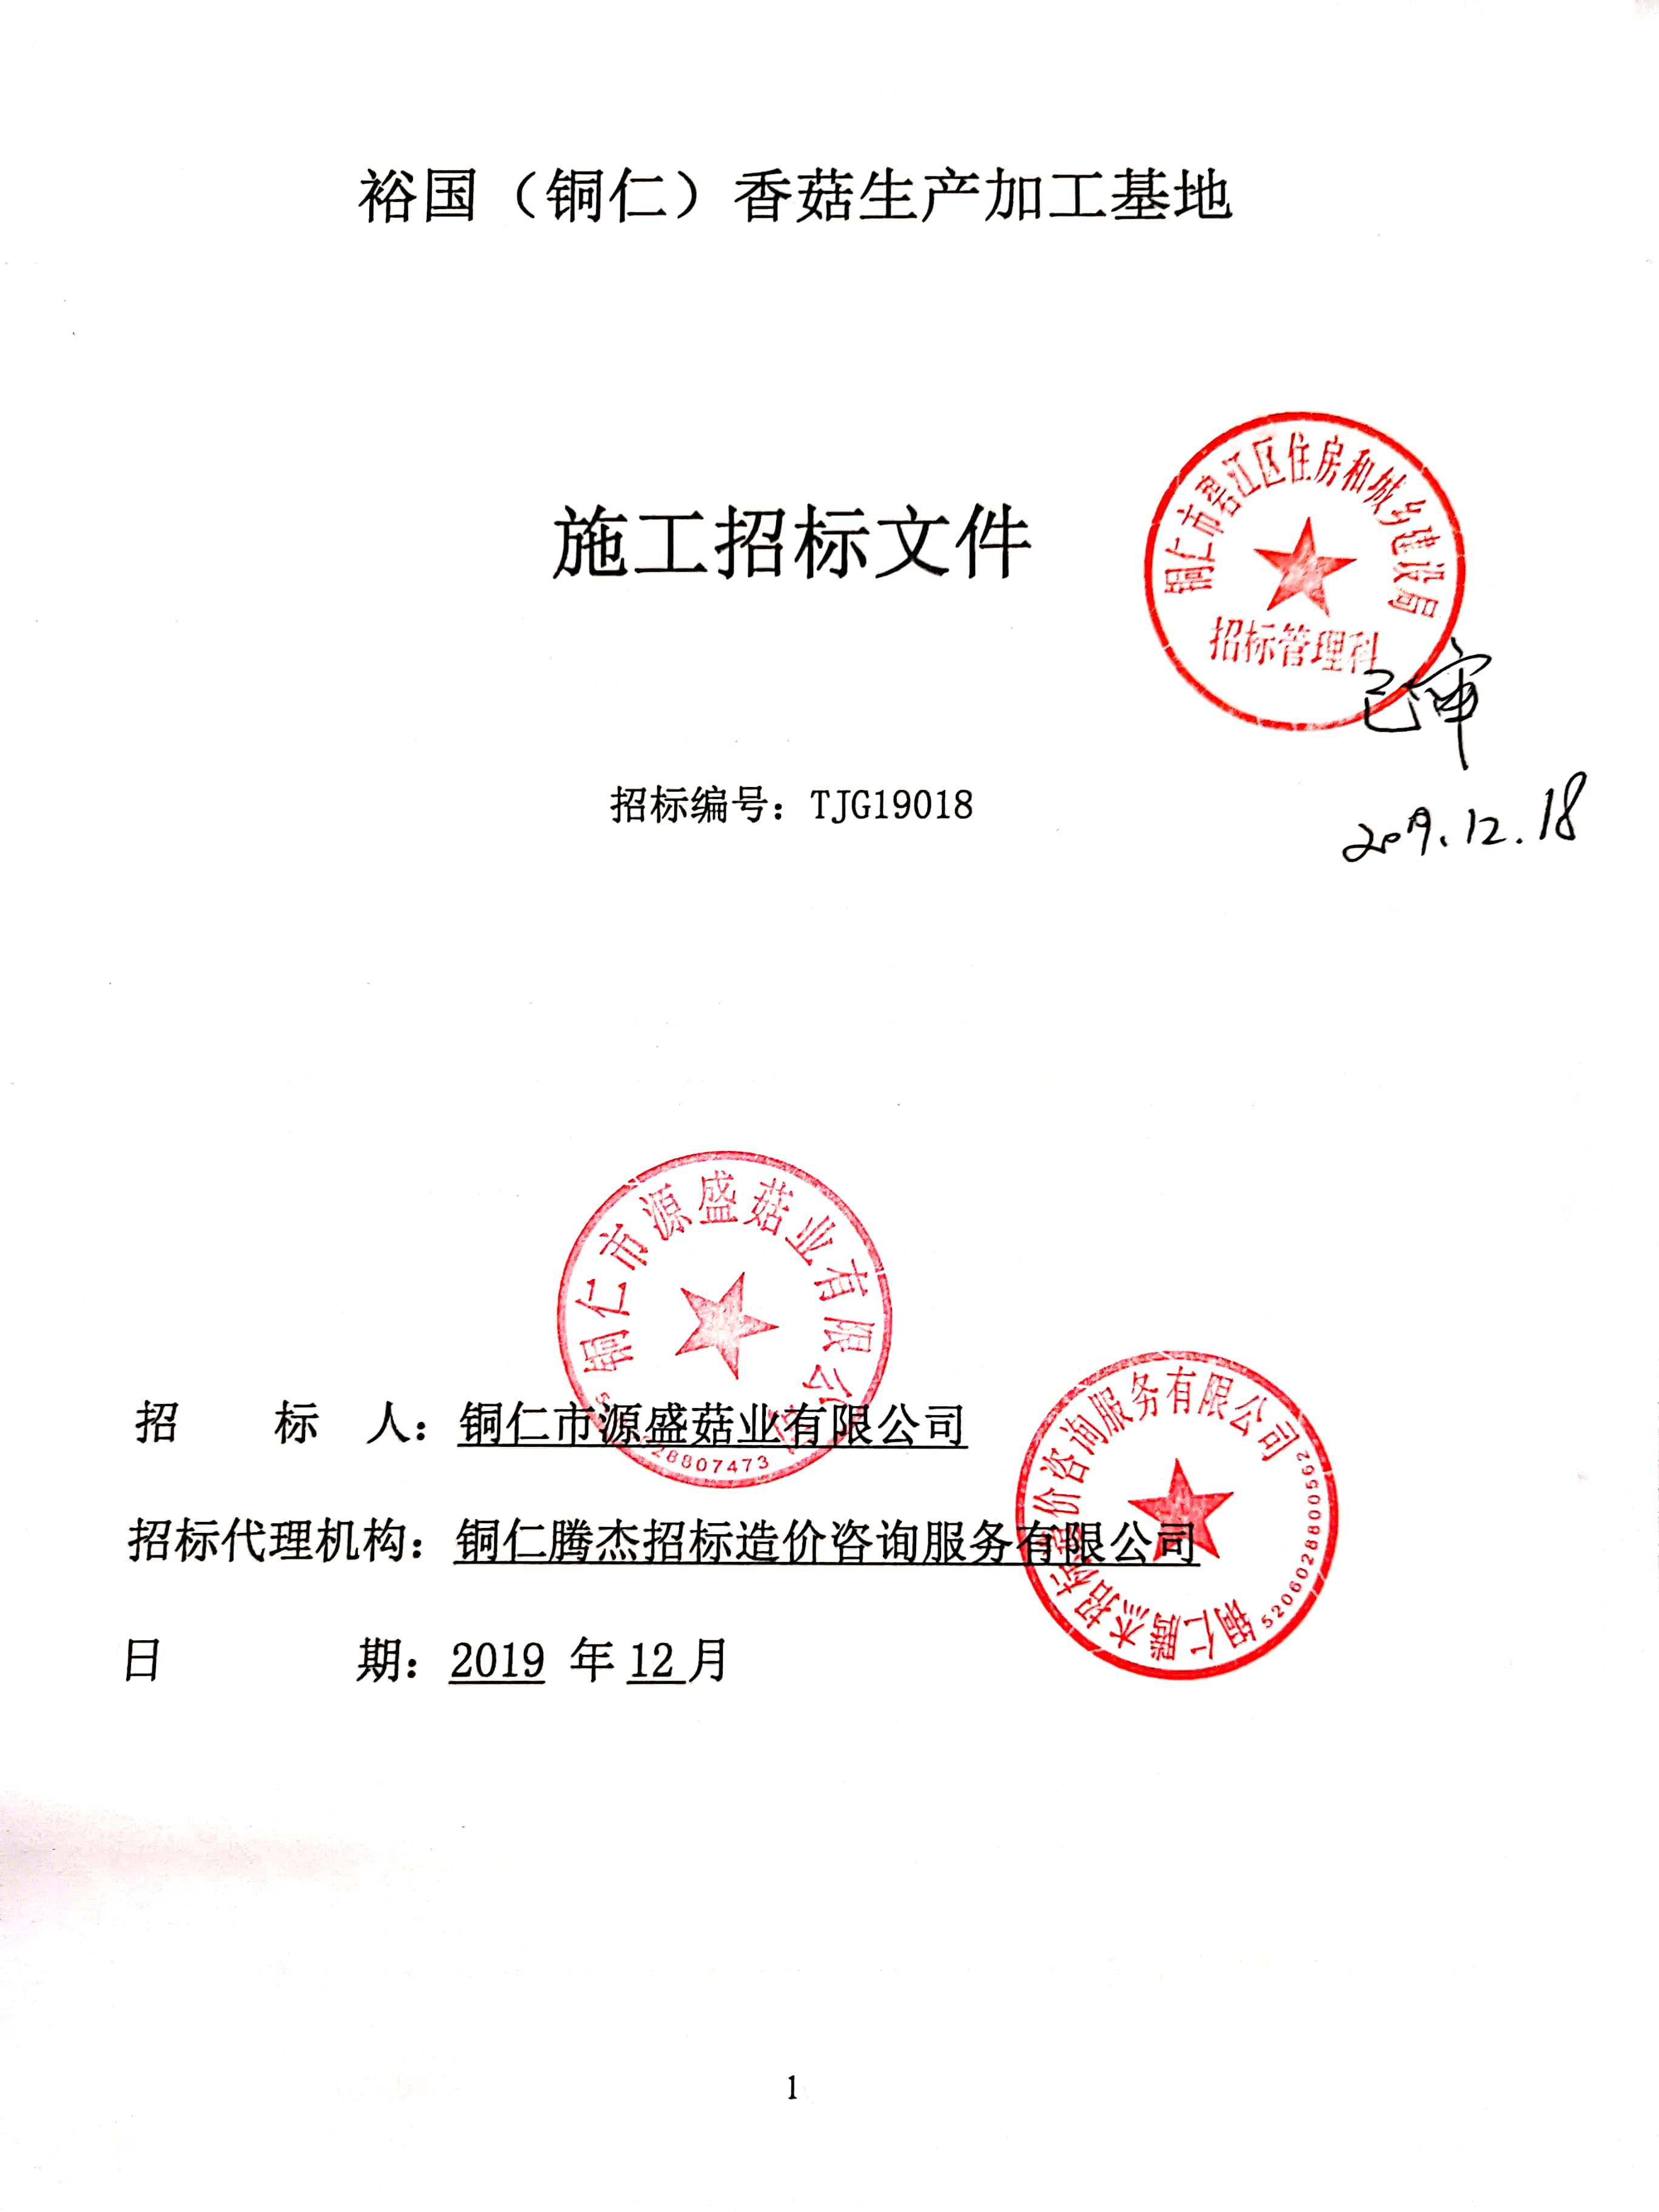 裕国（铜仁）香菇生产加工基地
施工招标文件
铜仁市碧江区住房和城乡建设局
招标管理科
已审
招标编号：TJG19018
2019.12.18
铜仁市源盛菇业有限公司
招 标 人：铜仁市源盛菇业有限公司
28807473
铜仁腾杰招标造价咨询服务有限公司
5206028800562
招标代理机构：铜仁腾杰招标造价咨询服务有限公司
日 期：2019 年 12 月
1